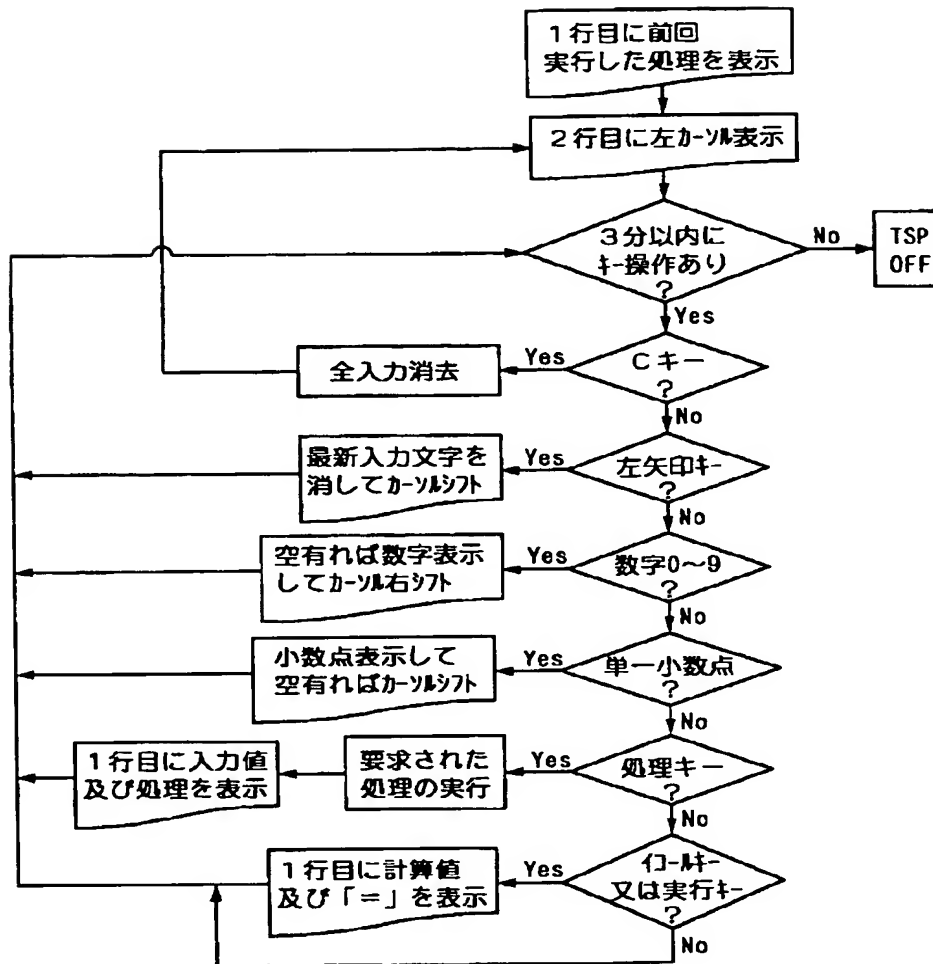 1行目に前回
実行した処理を表示
2行目に左カーソル表示
3分以内に
キー操作あり
?
No
TSP
OFF
Yes
Cキー
?
Yes
全入力消去
No
左矢印キー
?
Yes
最新入力文字を
消してカーソルシフト
No
数字0～9
?
Yes
空有れば数字表示
してカーソル右シフト
No
単一小数点
?
Yes
小数点表示して
空有ればカーソルシフト
No
処理キー
?
Yes
要求された
処理の実行
1行目に入力値
及び処理を表示
No
イコールキー
又は実行キー
?
Yes
1行目に計算値
及び「=」を表示
No